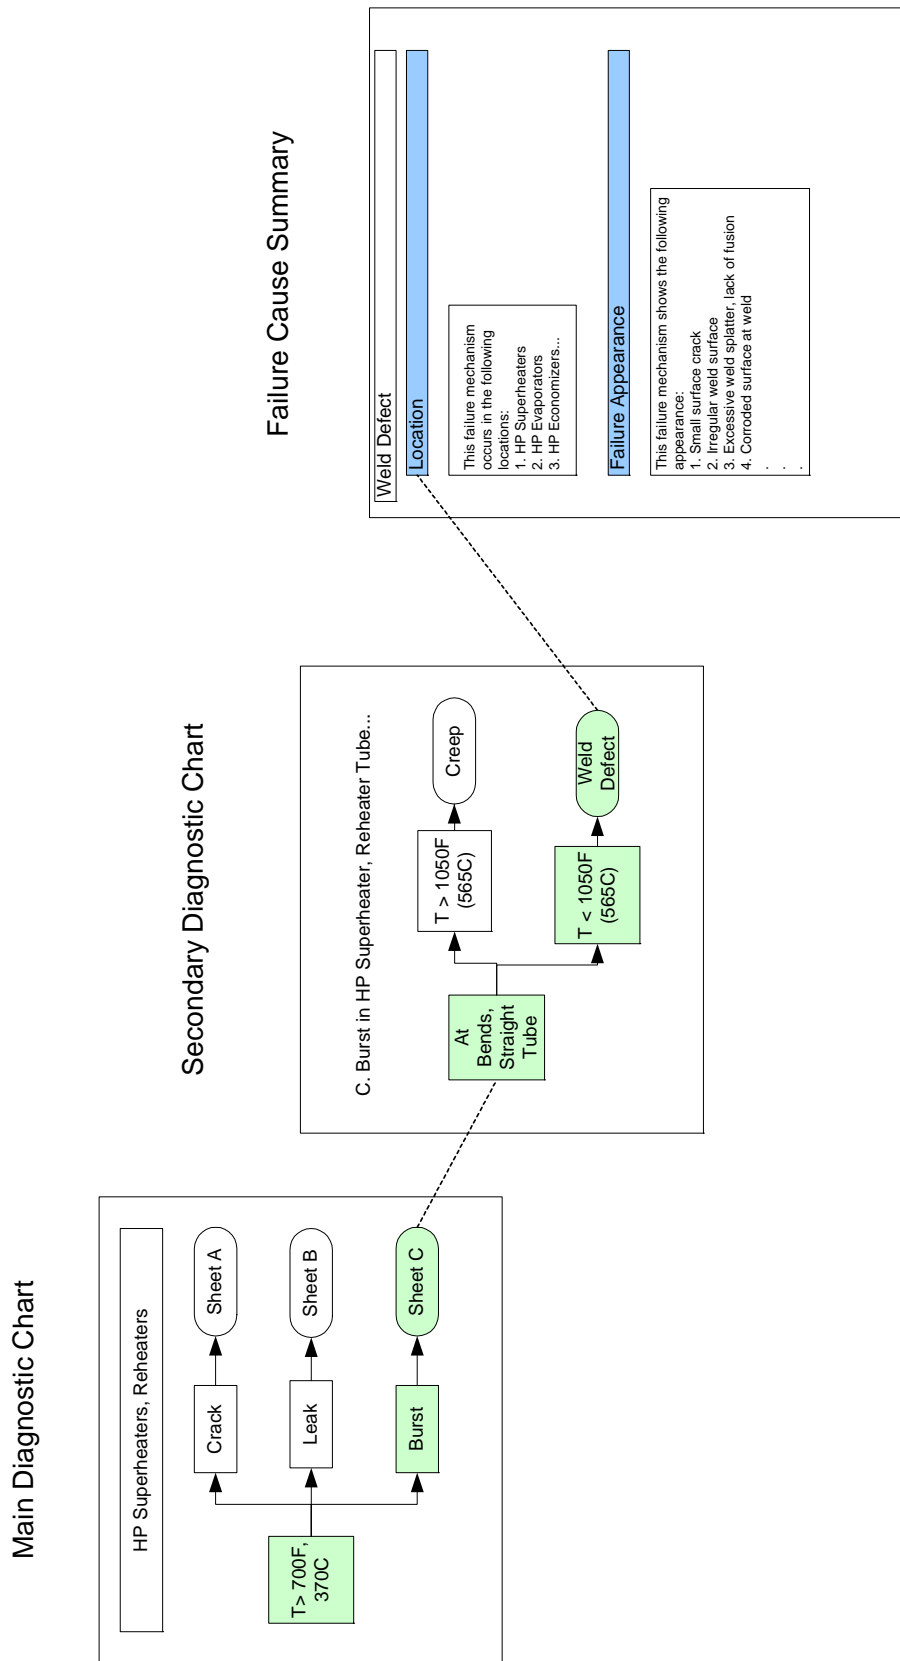 Main Diagnostic Chart
HP Superheaters, Reheaters
T> 700F,
370C
Crack
Sheet A
Leak
Sheet B
Burst
Sheet C
Secondary Diagnostic Chart
C. Burst in HP Superheater, Reheater Tube...
At
Bends,
Straight
Tube
T > 1050F
(565C)
Creep
T < 1050F
(565C)
Weld
Defect
Failure Cause Summary
Weld Defect
Location
This failure mechanism
occurs in the following
locations:
1. HP Superheaters
2. HP Evaporators
3. HP Economizers...
Failure Appearance
This failure mechanism shows the following
appearance:
1. Small surface crack
2. Irregular weld surface
3. Excessive weld splatter, lack of fusion
4. Corroded surface at weld
.
.
.